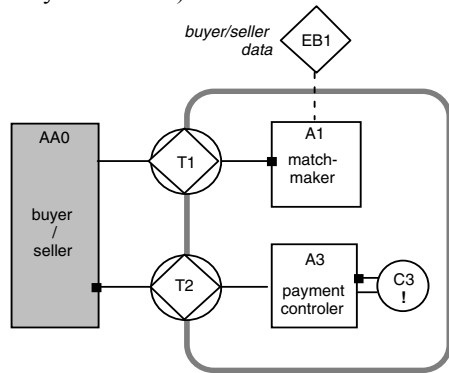 buyer/seller
data
EB1
AA0
buyer
/
seller
T1
A1
match-
maker
T2
A3
payment
controler
C3
!